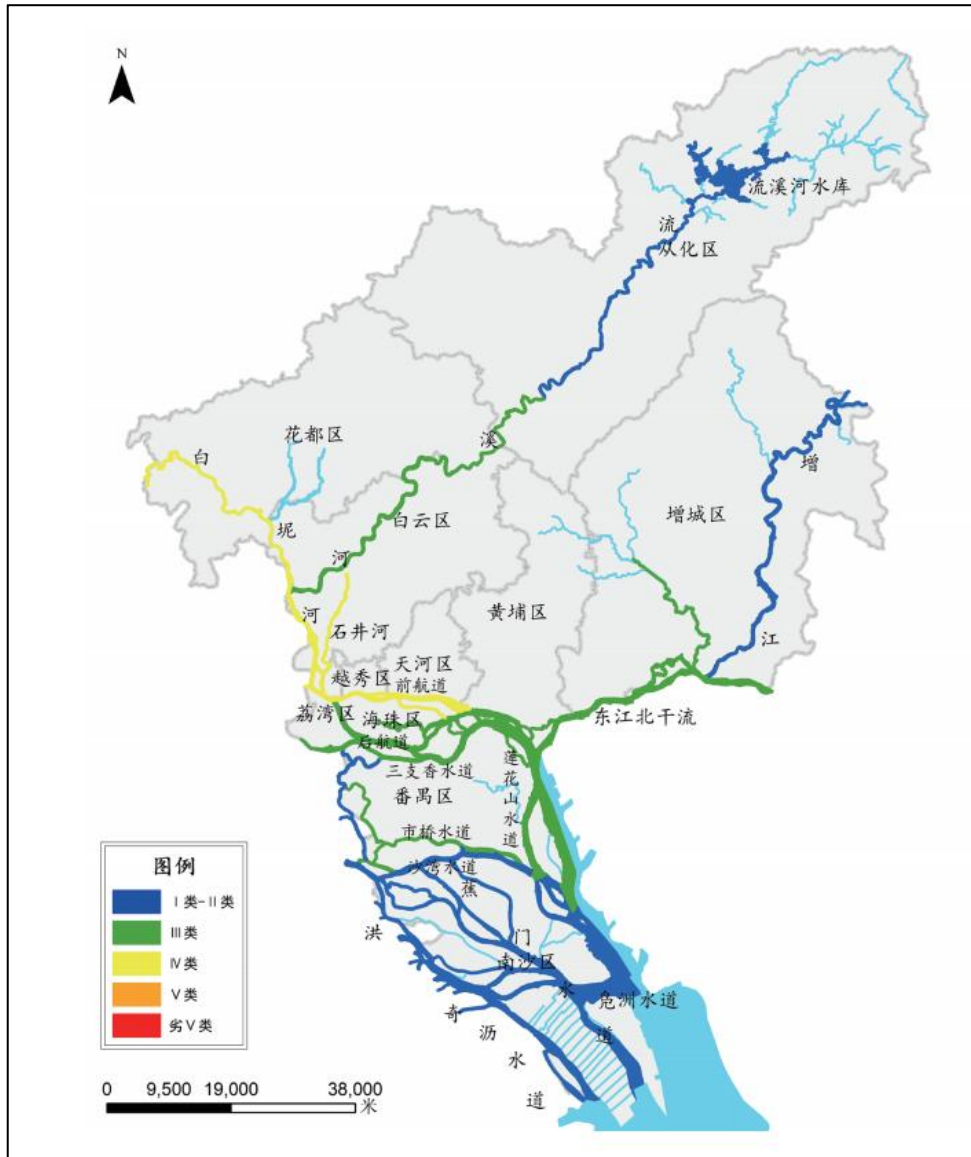 N
流溪河水库
流
从化区
溪
花都区
白
增
白云区
增城区
坭
河
黄埔区
河
石井河
江
天河区
越秀区
前航道
荔湾区
海珠区
东江北干流
后航道
莲花山水道
三支香水道
番禺区
市桥水道
沙湾水道
蕉
洪
门
南沙区
水
凫洲水道
道
奇
沥
水
道
图例
Ⅰ类-Ⅱ类
Ⅲ类
Ⅳ类
Ⅴ类
劣Ⅴ类
0 9,500 19,000 38,000
米